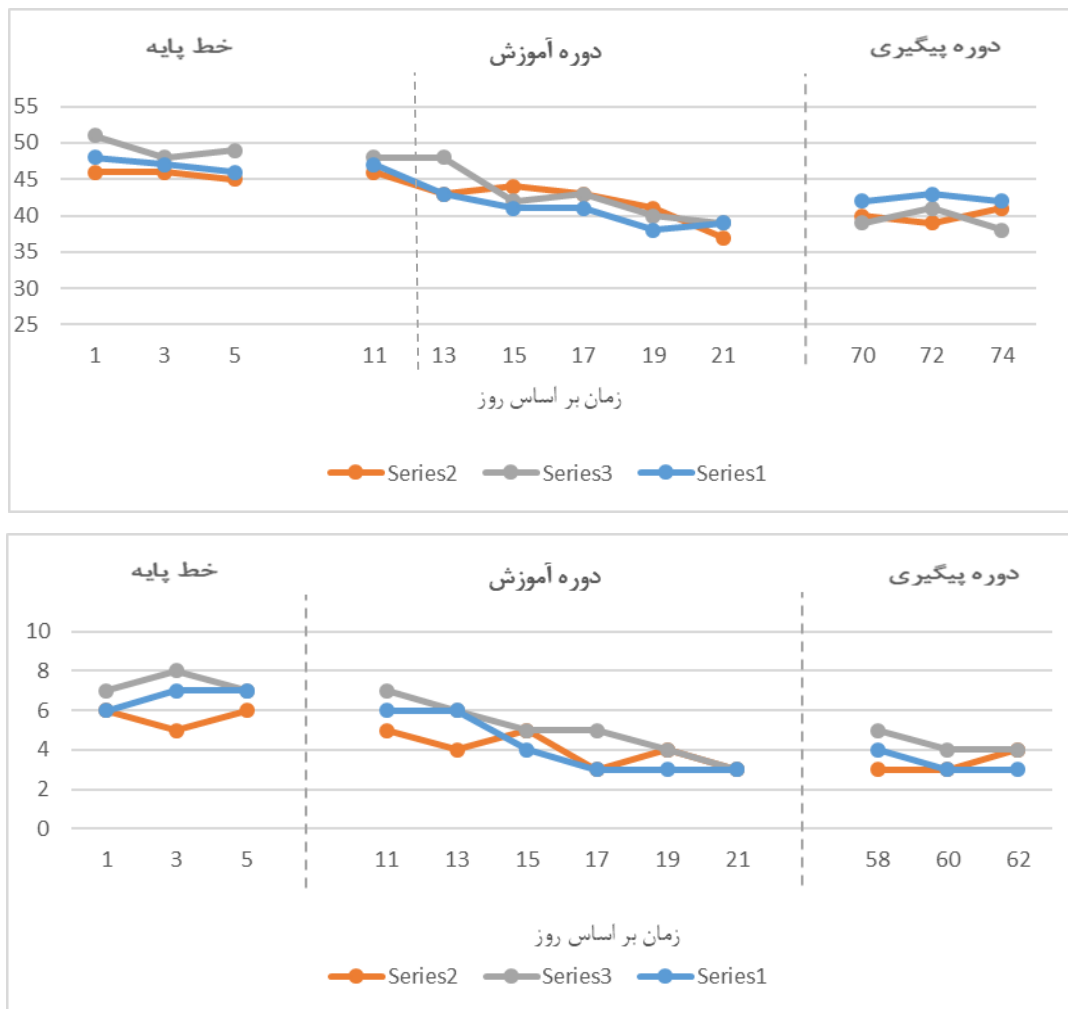 خط پایه
دوره آموزش
دوره پیگیری
55
50
45
40
35
30
25
1 3 5 11 13 15 17 19 21 70 72 74
زمان بر اساس روز
Series2 Series3 Series1
خط پایه
دوره آموزش
دوره پیگیری
10
8
6
4
2
0
1 3 5 11 13 15 17 19 21 58 60 62
زمان بر اساس روز
Series2 Series3 Series1